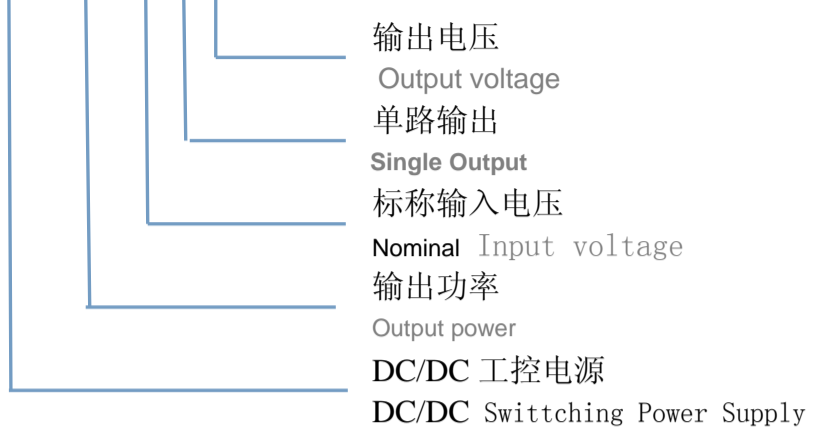 输出电压
Output voltage
单路输出
Single Output
标称输入电压
Nominal Input voltage
输出功率
Output power
DC/DC 工控电源
DC/DC Swittching Power Supply